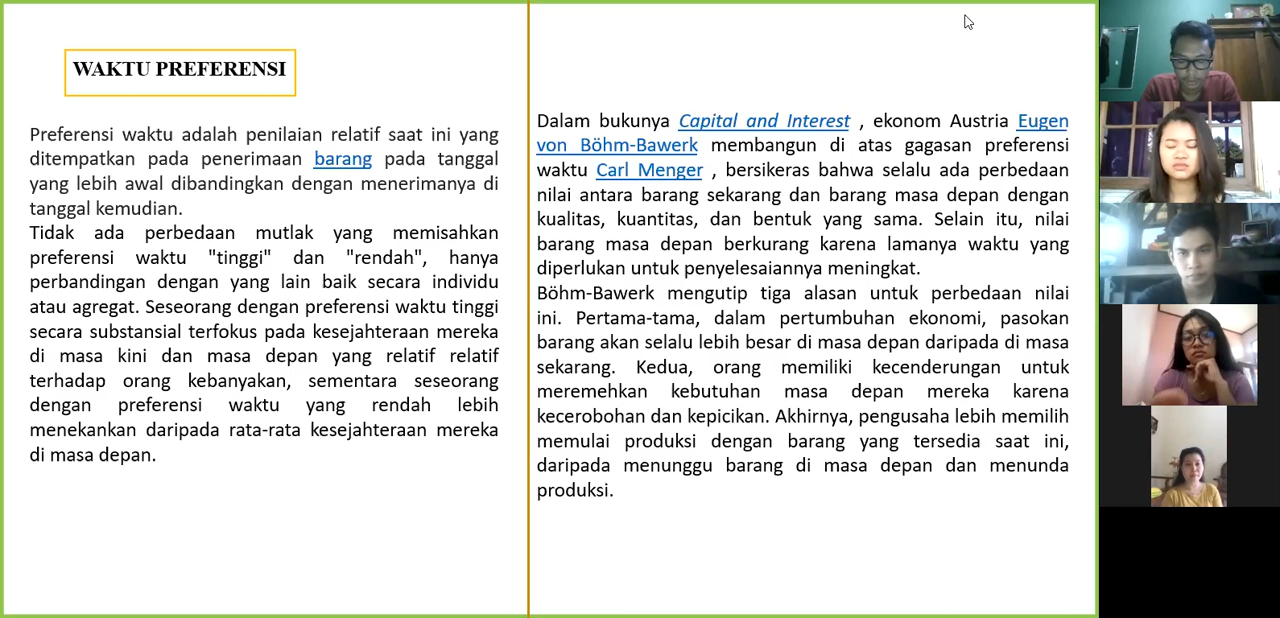 WAKTU PREFERENSI
Preferensi waktu adalah penilaian relatif saat ini yang
ditempatkan pada penerimaan barang pada tanggal
yang lebih awal dibandingkan dengan menerimanya di
tanggal kemudian.
Tidak ada perbedaan mutlak yang memisahkan
preferensi waktu "tinggi" dan "rendah", hanya
perbandingan dengan yang lain baik secara individu
atau agregat. Seseorang dengan preferensi waktu tinggi
secara substansial terfokus pada kesejahteraan mereka
di masa kini dan masa depan yang relatif relatif
terhadap orang kebanyakan, sementara seseorang
dengan preferensi waktu yang rendah lebih
menekankan daripada rata-rata kesejahteraan mereka
di masa depan.
Dalam bukunya Capital and Interest , ekonom Austria Eugen
von Böhm-Bawerk membangun di atas gagasan preferensi
waktu Carl Menger , bersikeras bahwa selalu ada perbedaan
nilai antara barang sekarang dan barang masa depan dengan
kualitas, kuantitas, dan bentuk yang sama. Selain itu, nilai
barang masa depan berkurang karena lamanya waktu yang
diperlukan untuk penyelesaiannya meningkat.
Böhm-Bawerk mengutip tiga alasan untuk perbedaan nilai
ini. Pertama-tama, dalam pertumbuhan ekonomi, pasokan
barang akan selalu lebih besar di masa depan daripada di masa
sekarang. Kedua, orang memiliki kecenderungan untuk
meremehkan kebutuhan masa depan mereka karena
kecerobohan dan kepicikan. Akhirnya, pengusaha lebih memilih
memulai produksi dengan barang yang tersedia saat ini,
daripada menunggu barang di masa depan dan menunda
produksi.